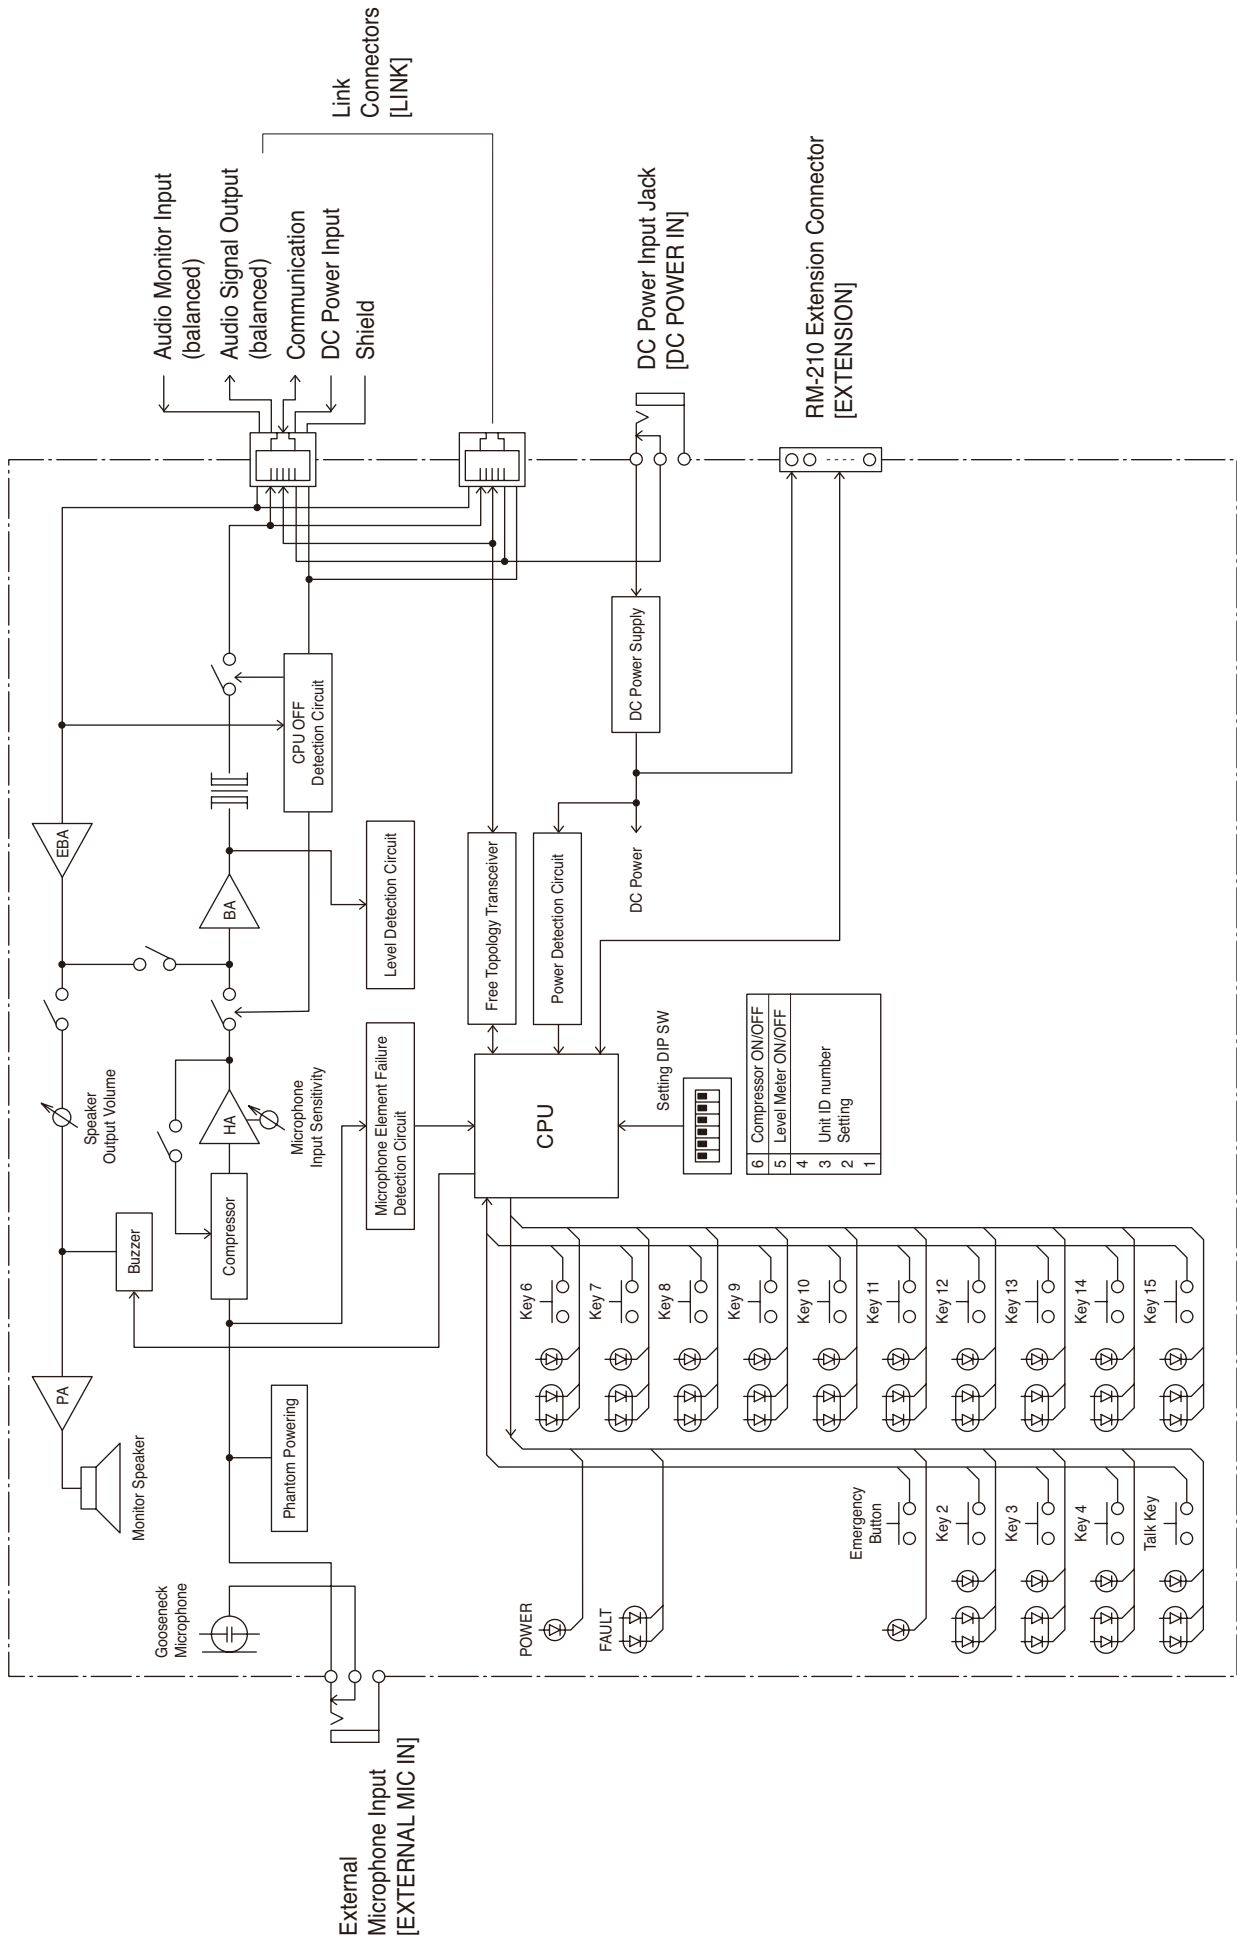 External
Microphone Input
[EXTERNAL MIC IN]
Gooseneck
Microphone
Monitor Speaker
PA
Phantom Powering
Buzzer
Compressor
Speaker
Output Volume
HA
Microphone
Input Sensitivity
Microphone Element Failure
Detection Circuit
EBA
BA
Level Detection Circuit
CPU OFF
Detection Circuit
Audio Monitor Input
(balanced)
Audio Signal Output
(balanced)
Communication
DC Power Input
Shield
Link
Connectors
[LINK]
CPU
Free Topology Transceiver
Power Detection Circuit
DC Power
DC Power Supply
DC Power Input Jack
[DC POWER IN]
RM-210 Extension Connector
[EXTENSION]
Setting DIP SW
6 Compressor ON/OFF
5 Level Meter ON/OFF
4
3 Unit ID number
2 Setting
1
Key 6
Key 7
Key 8
Key 9
Key 10
Key 11
Key 12
Key 13
Key 14
Key 15
POWER
FAULT
Emergency
Button
Key 2
Key 3
Key 4
Talk Key